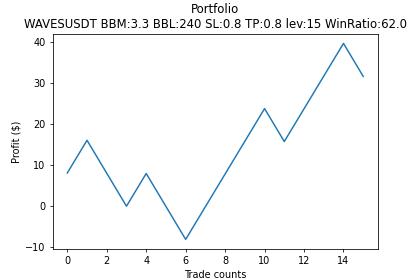 Portfolio
WAVESUSDT BBM:3.3 BBL:240 SL:0.8 TP:0.8 lev:15 WinRatio:62.0
40
30
20
10
0
−10
Profit ($)
0 2 4 6 8 10 12 14
Trade counts